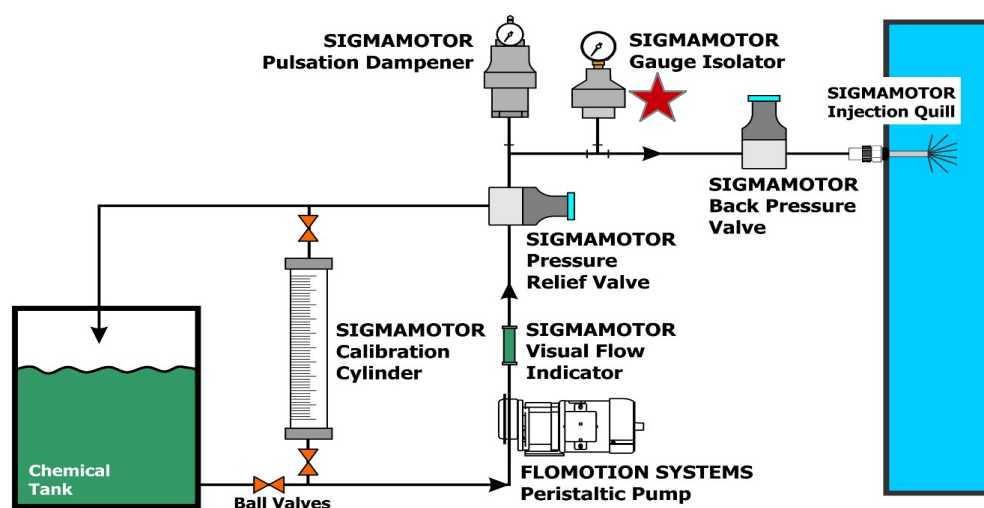 SIGMAMOTOR
Pulsation Dampener
SIGMAMOTOR
Gauge Isolator
SIGMAMOTOR
Injection Quill
SIGMAMOTOR
Back Pressure
Valve
SIGMAMOTOR
Pressure
Relief Valve
SIGMAMOTOR
Calibration
Cylinder
SIGMAMOTOR
Visual Flow
Indicator
Chemical
Tank
Ball Valves
FLOMOTION SYSTEMS
Peristaltic Pump